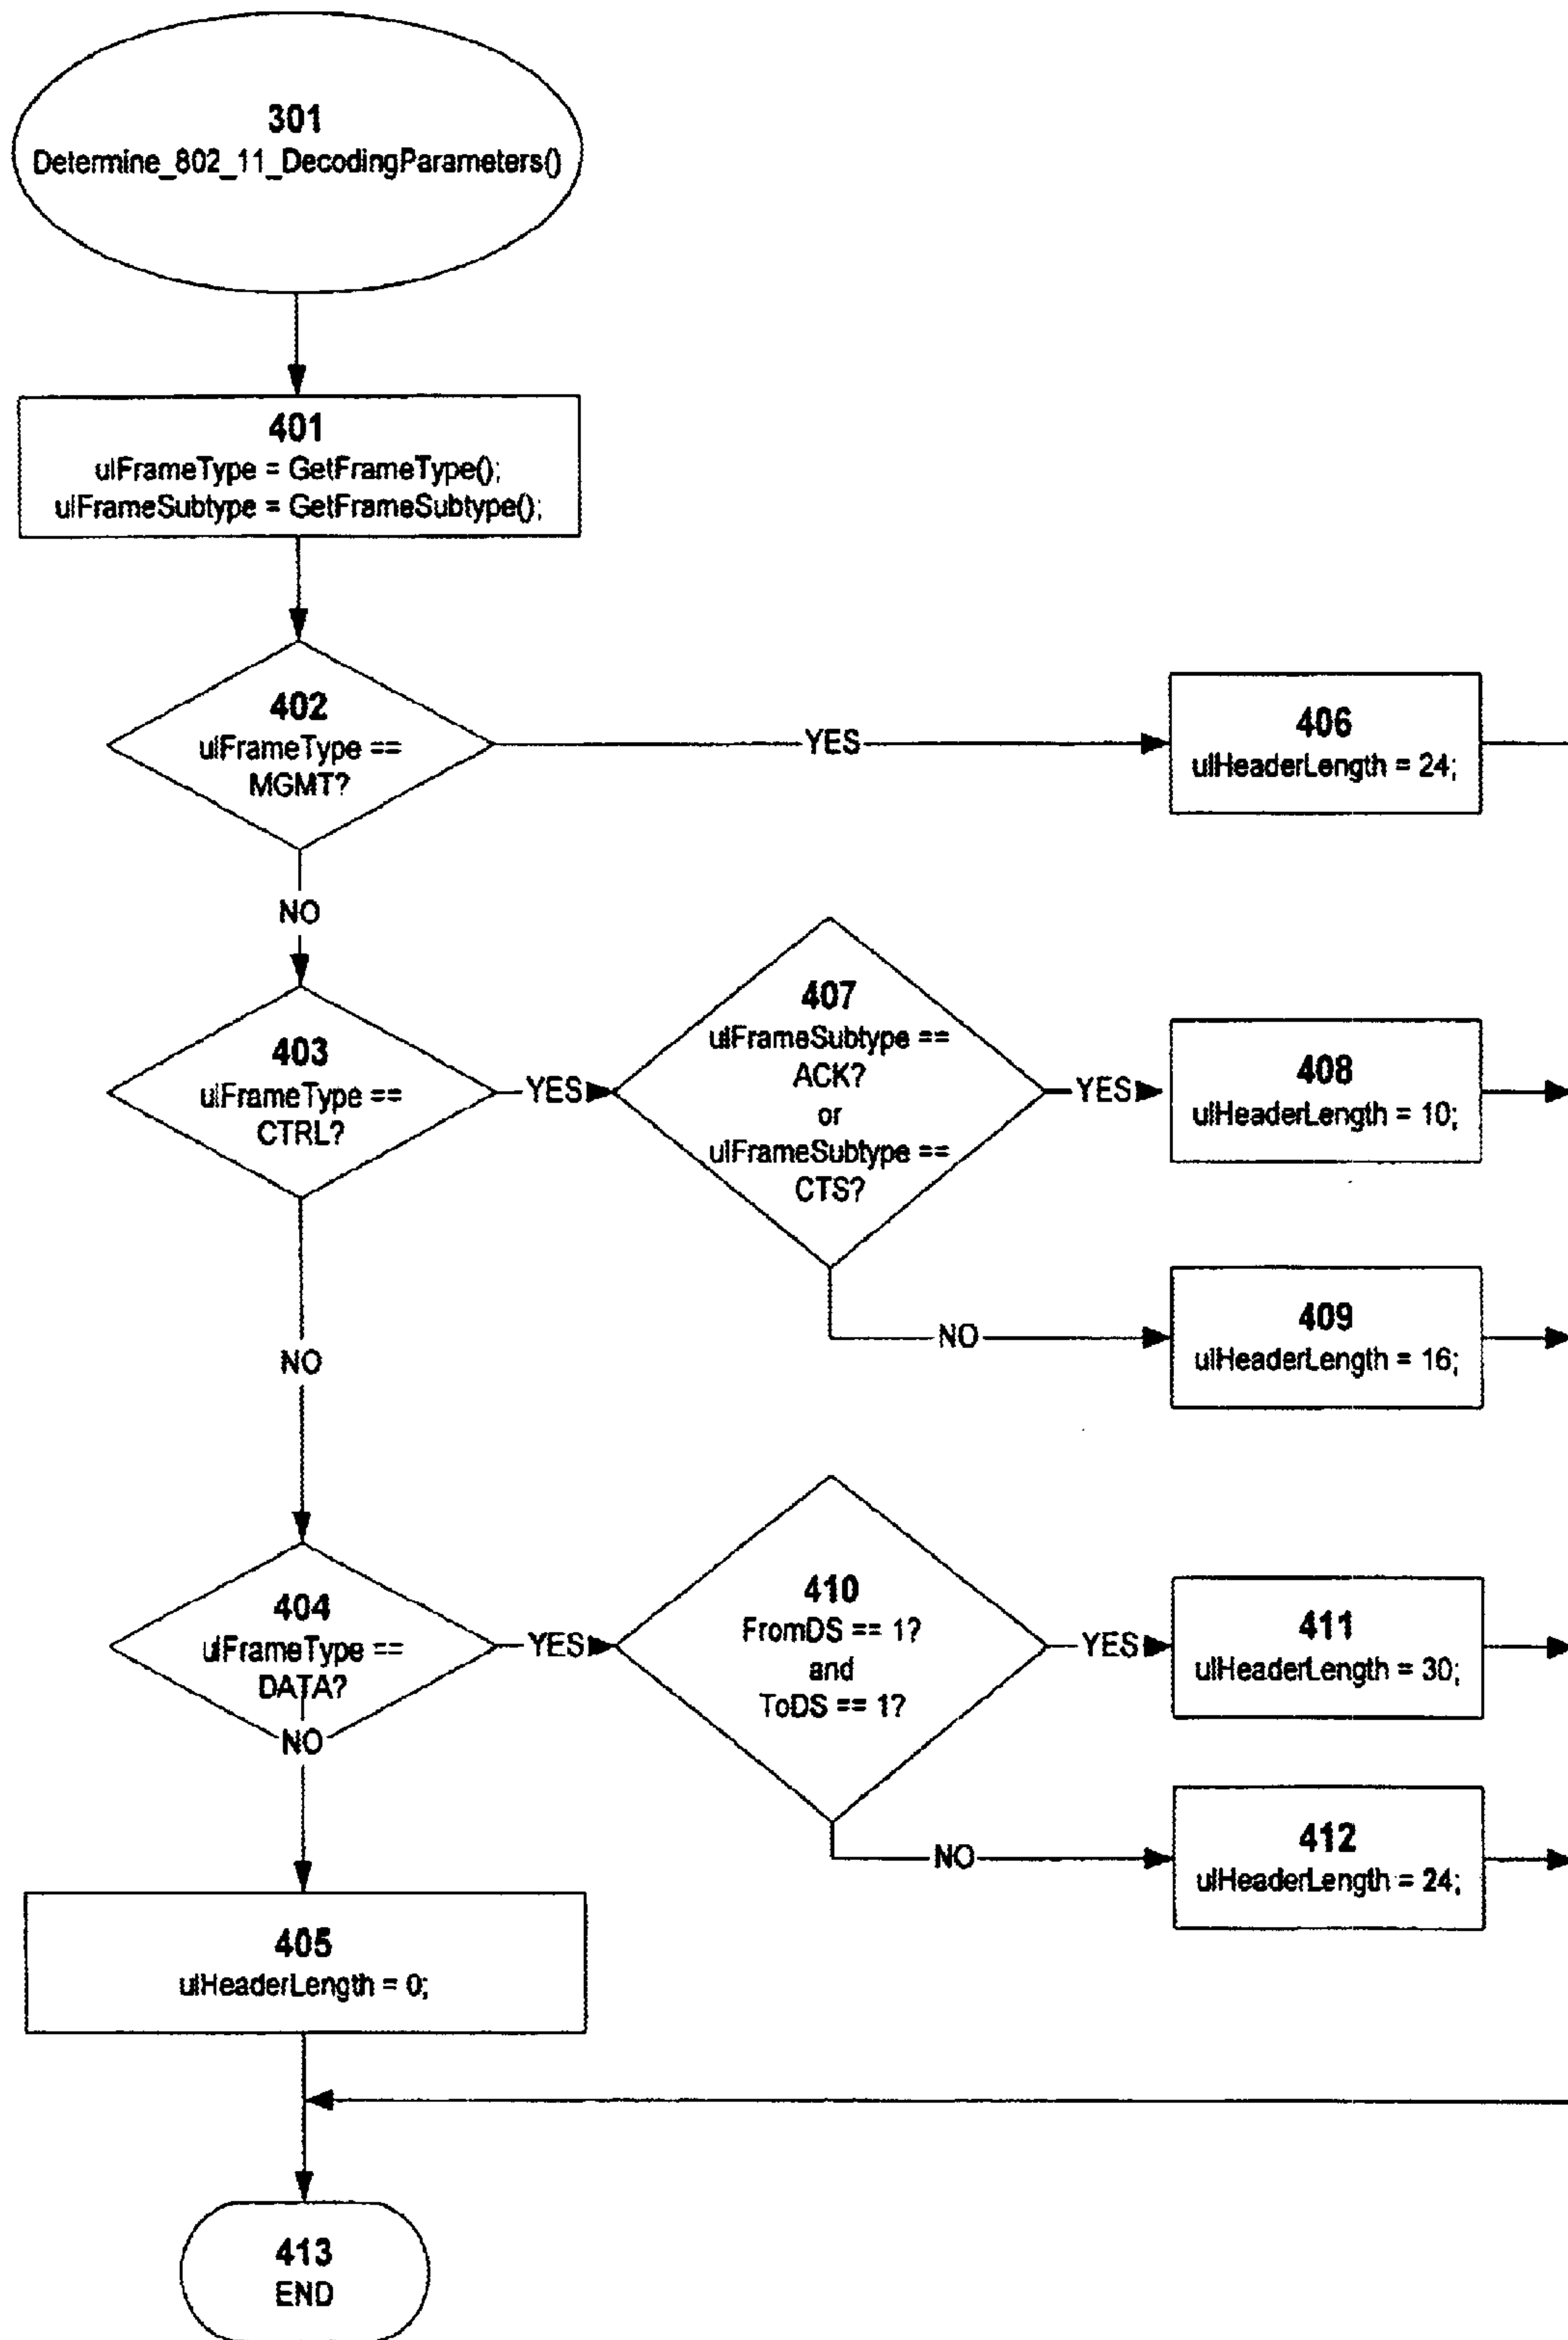 301
Determine_802_11_DecodingParameters()
401
ulFrameType = GetFrameType();
ulFrameSubtype = GetFrameSubtype();
402
ulFrameType ==
MGMT?
YES
406
ulHeaderLength = 24;
NO
403
ulFrameType ==
CTRL?
YES
407
ulFrameSubtype ==
ACK?
or
ulFrameSubtype ==
CTS?
YES
408
ulHeaderLength = 10;
NO
409
ulHeaderLength = 16;
NO
404
ulFrameType ==
DATA?
YES
410
FromDS == 1?
and
ToDS == 1?
YES
411
ulHeaderLength = 30;
NO
NO
412
ulHeaderLength = 24;
405
ulHeaderLength = 0;
413
END